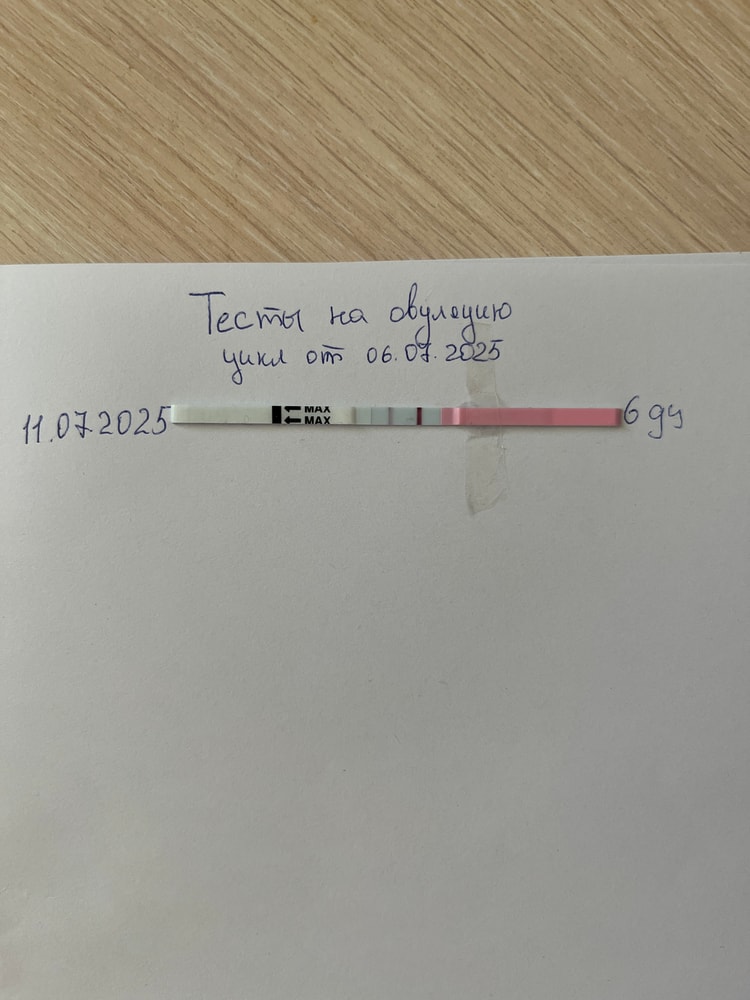 Тесты на овуляцию
цикл от 06.07.2025
11.07.2025 MAX 6 дц
MAX